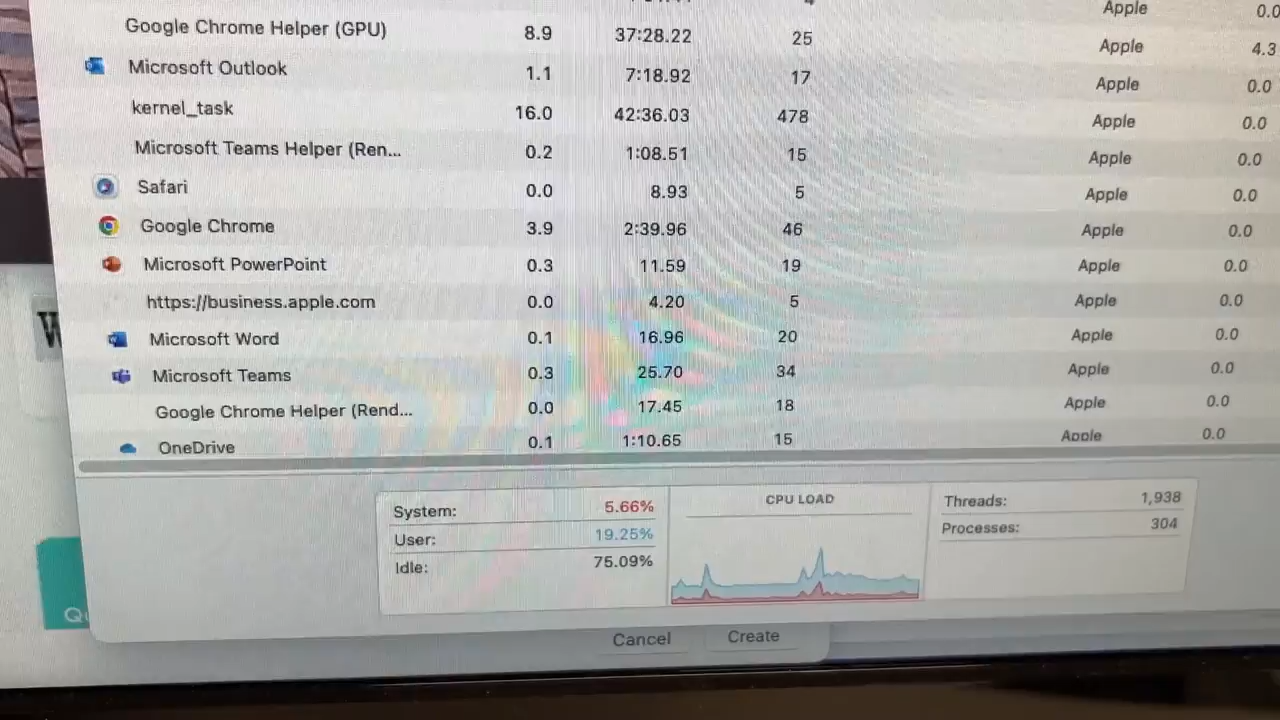 Apple 0.0
Google Chrome Helper (GPU) 8.9 37:28.22 25 Apple 4.3
Microsoft Outlook 1.1 7:18.92 17 Apple 0.0
kernel_task 16.0 42:36.03 478 Apple 0.0
Microsoft Teams Helper (Ren... 0.2 1:08.51 15 Apple 0.0
Safari 0.0 8.93 5 Apple 0.0
Google Chrome 3.9 2:39.96 46 Apple 0.0
Microsoft PowerPoint 0.3 11.59 19 Apple 0.0
https://business.apple.com 0.0 4.20 5 Apple 0.0
Microsoft Word 0.1 16.96 20 Apple 0.0
Microsoft Teams 0.3 25.70 34 Apple 0.0
Google Chrome Helper (Rend... 0.0 17.45 18 Apple 0.0
OneDrive 0.1 1:10.65 15 Apple 0.0
System: 5.66%
User: 19.25%
Idle: 75.09%
CPU LOAD
Threads: 1,938
Processes: 304
Cancel Create